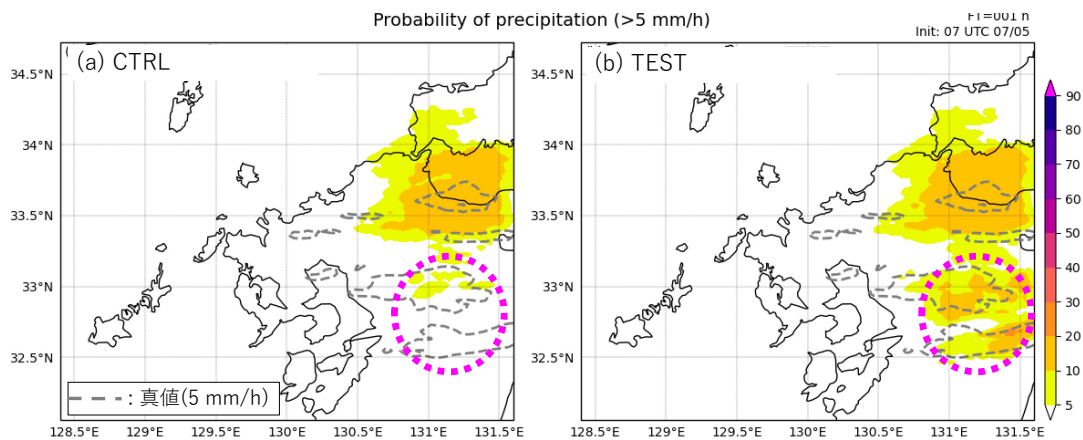 Probability of precipitation (>5 mm/h)
FT=001 h
Init: 07 UTC 07/05
(a) CTRL
(b) TEST
34.5°N
34°N
33.5°N
33°N
32.5°N
34.5°N
34°N
33.5°N
33°N
32.5°N
90
80
70
60
50
40
30
20
10
5
: 真値(5 mm/h)
128.5°E 129°E 129.5°E 130°E 130.5°E 131°E 131.5°E
128.5°E 129°E 129.5°E 130°E 130.5°E 131°E 131.5°E